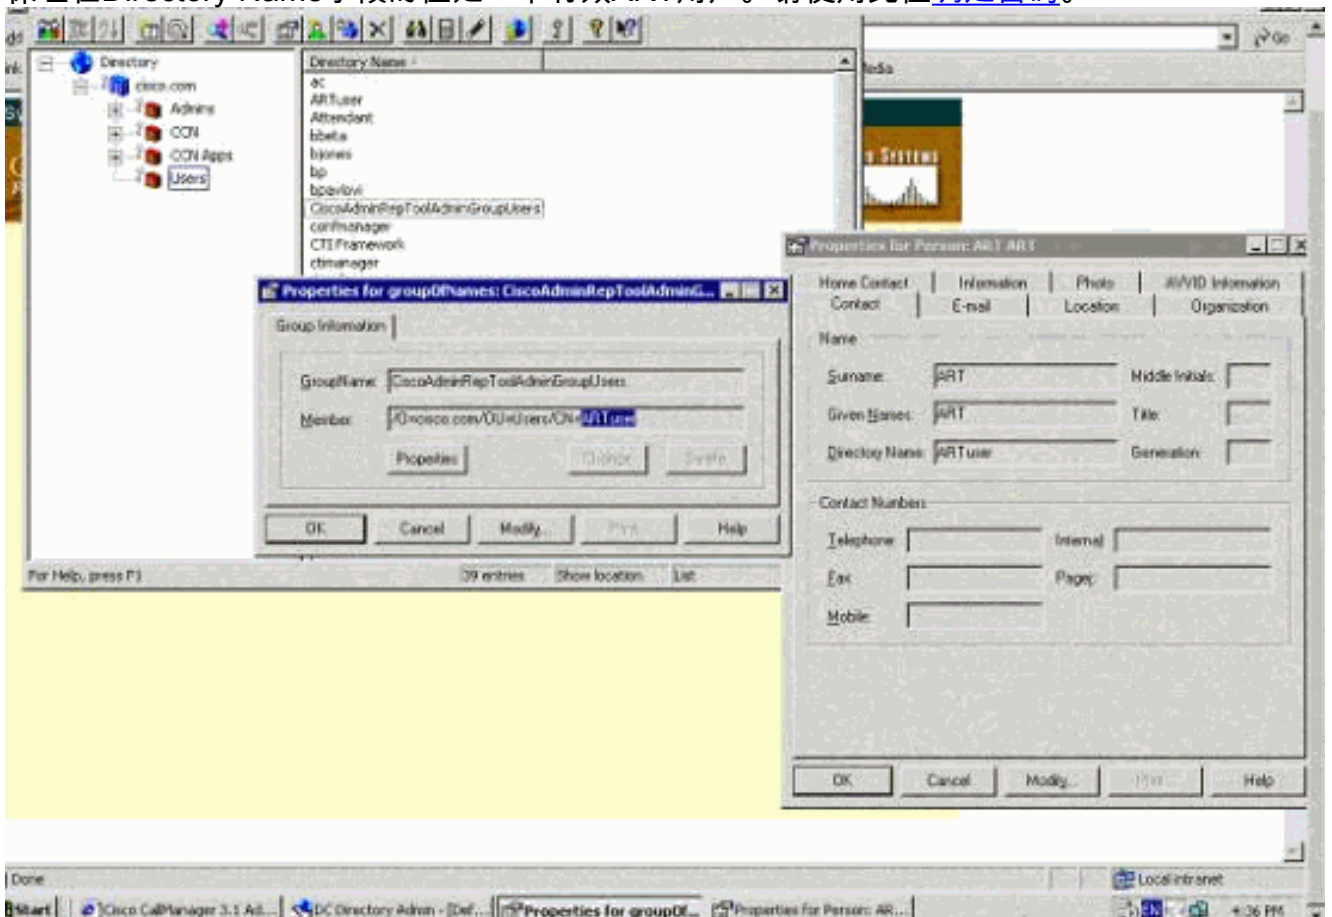 Directory
cisco.com
Admins
CCN
CCN Apps
Users
Directory Name
ac
ARTuser
Attendant
bbeta
bjones
bp
bpavlovi
CiscoAdminRepToolAdminGroupUsers
confmanager
CTI Framework
ctimanager
Go
Media
Properties for groupOfNames: CiscoAdminRepToolAdminG...
Group Information
GroupName: CiscoAdminRepToolAdminGroupUsers
Member: /O=cisco.com/OU=Users/CN=ARTuser
Properties
Change
Delete
OK
Cancel
Modify...
Print
Help
For Help, press F1
39 entries
Show location
List
Properties for Person: ART ART
Home Contact
Information
Photo
AVVID Information
Contact
E-mail
Location
Organization
Name
Surname: ART
Middle Initials:
Given Names: ART
Title:
Directory Name: ARTuser
Generation:
Contact Numbers
Telephone:
Internal:
Fax:
Pager:
Mobile:
OK
Cancel
Modify...
Print
Help
Done
Local intranet
Start
Cisco CallManager 3.1 Ad...
DC Directory Admin - [Def...
Properties for groupOf...
Properties for Person: AR...
4:36 PM